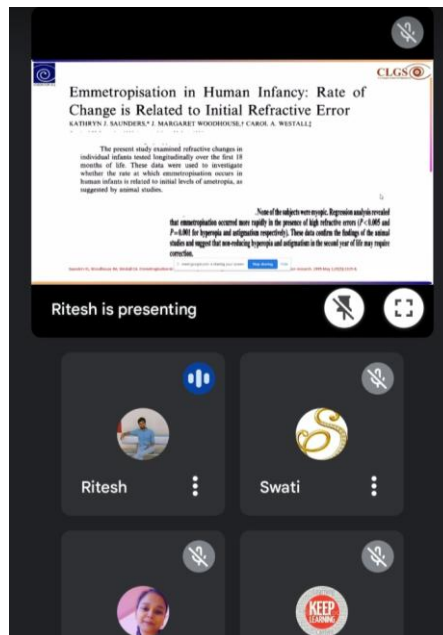 CLGS
Emmetropisation in Human Infancy: Rate of
Change is Related to Initial Refractive Error
KATHRYN J. SAUNDERS,* J. MARGARET WOODHOUSE,† CAROL A. WESTALL‡
The present study examined refractive changes in
individual infants tested longitudinally over the first 18
months of life. These data were used to investigate
whether the rate at which emmetropisation occurs in
human infants is related to initial levels of ametropia, as
suggested by animal studies.
.None of the subjects were myopic. Regression analysis revealed
that emmetropisation occurred more rapidly in the presence of high refractive errors (P<0.005 and
P=0.001 for hyperopia and astigmatism respectively). These data confirm the findings of the animal
studies and suggest that non-reducing hyperopia and astigmatism in the second year of life may require
correction.
Stop sharing
Ritesh is presenting
Ritesh
Swati
KEEP
LEARNING